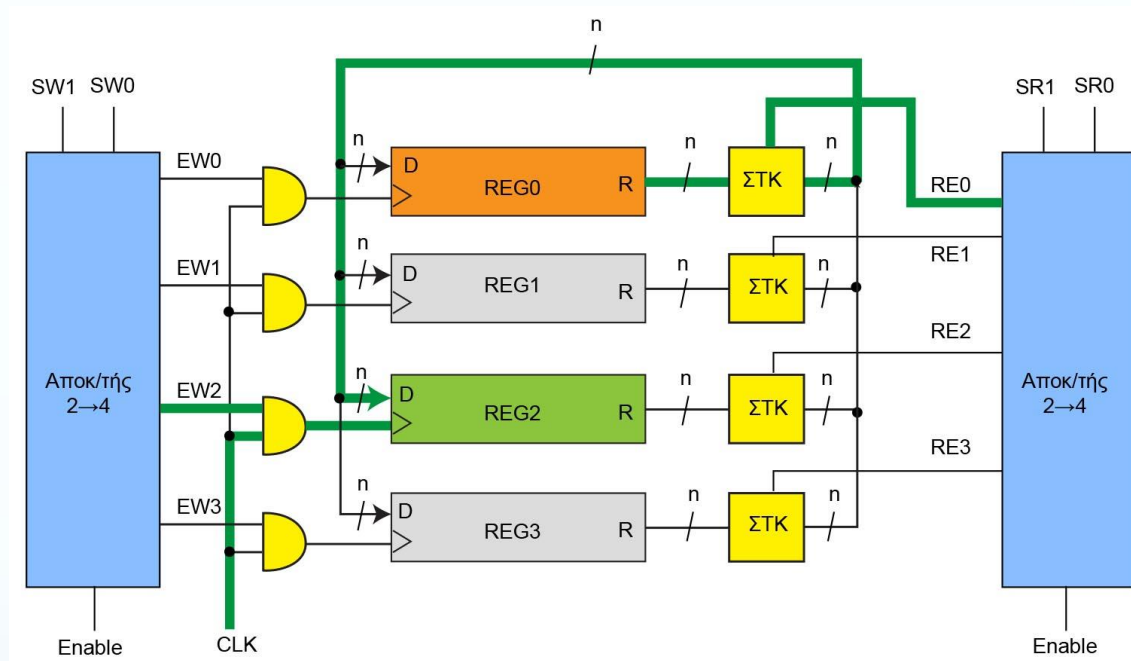 n
SW1 SW0
SR1 SR0
EW0
n
D
REG0
R
n
ΣΤΚ
n
RE0
EW1
n
D
REG1
R
n
ΣΤΚ
n
RE1
Αποκ/τής
2→4
EW2
n
D
REG2
R
n
ΣΤΚ
n
RE2
Αποκ/τής
2→4
EW3
n
D
REG3
R
n
ΣΤΚ
n
RE3
Enable
CLK
Enable